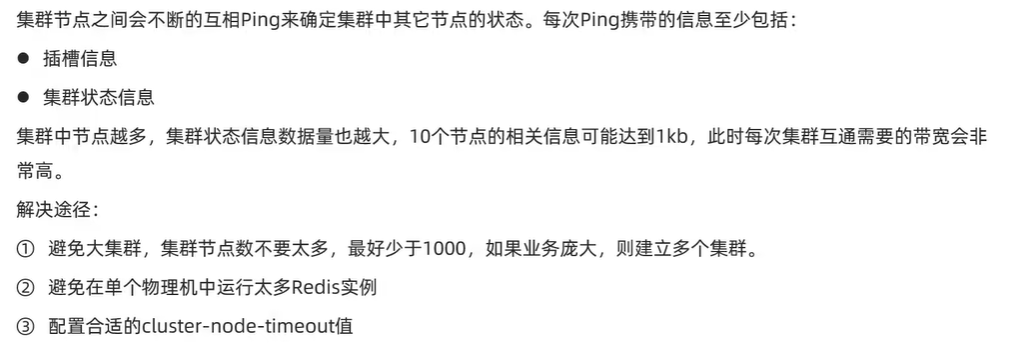 集群节点之间会不断的互相Ping来确定集群中其它节点的状态。每次Ping携带的信息至少包括：
● 插槽信息
● 集群状态信息
集群中节点越多，集群状态信息数据量也越大，10个节点的相关信息可能达到1kb，此时每次集群互通需要的带宽会非
常高。
解决途径：
① 避免大集群，集群节点数不要太多，最好少于1000，如果业务庞大，则建立多个集群。
② 避免在单个物理机中运行太多Redis实例
③ 配置合适的cluster-node-timeout值